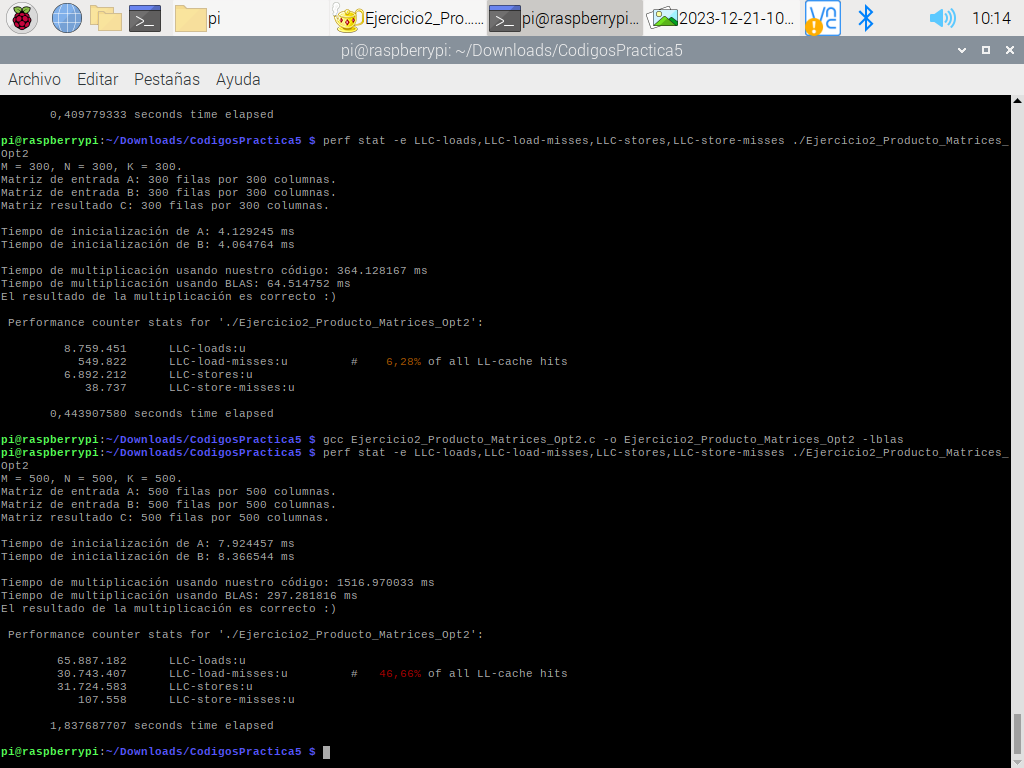 pi
Ejercicio2_Pro......
pi@raspberrypi...
2023-12-21-10...
10:14
pi@raspberrypi: ~/Downloads/CodigosPractica5
Archivo Editar Pestañas Ayuda
0,409779333 seconds time elapsed
pi@raspberrypi:~/Downloads/CodigosPractica5 $ perf stat -e LLC-loads,LLC-load-misses,LLC-stores,LLC-store-misses ./Ejercicio2_Producto_Matrices_
Opt2
M = 300, N = 300, K = 300.
Matriz de entrada A: 300 filas por 300 columnas.
Matriz de entrada B: 300 filas por 300 columnas.
Matriz resultado C: 300 filas por 300 columnas.
Tiempo de inicialización de A: 4.129245 ms
Tiempo de inicialización de B: 4.064764 ms
Tiempo de multiplicación usando nuestro código: 364.128167 ms
Tiempo de multiplicación usando BLAS: 64.514752 ms
El resultado de la multiplicación es correcto :)
Performance counter stats for './Ejercicio2_Producto_Matrices_Opt2':
8.759.451 LLC-loads:u
549.822 LLC-load-misses:u # 6,28% of all LL-cache hits
6.892.212 LLC-stores:u
38.737 LLC-store-misses:u
0,443907580 seconds time elapsed
pi@raspberrypi:~/Downloads/CodigosPractica5 $ gcc Ejercicio2_Producto_Matrices_Opt2.c -o Ejercicio2_Producto_Matrices_Opt2 -lblas
pi@raspberrypi:~/Downloads/CodigosPractica5 $ perf stat -e LLC-loads,LLC-load-misses,LLC-stores,LLC-store-misses ./Ejercicio2_Producto_Matrices_
Opt2
M = 500, N = 500, K = 500.
Matriz de entrada A: 500 filas por 500 columnas.
Matriz de entrada B: 500 filas por 500 columnas.
Matriz resultado C: 500 filas por 500 columnas.
Tiempo de inicialización de A: 7.924457 ms
Tiempo de inicialización de B: 8.366544 ms
Tiempo de multiplicación usando nuestro código: 1516.970033 ms
Tiempo de multiplicación usando BLAS: 297.281816 ms
El resultado de la multiplicación es correcto :)
Performance counter stats for './Ejercicio2_Producto_Matrices_Opt2':
65.887.182 LLC-loads:u
30.743.407 LLC-load-misses:u # 46,66% of all LL-cache hits
31.724.583 LLC-stores:u
107.558 LLC-store-misses:u
1,837687707 seconds time elapsed
pi@raspberrypi:~/Downloads/CodigosPractica5 $